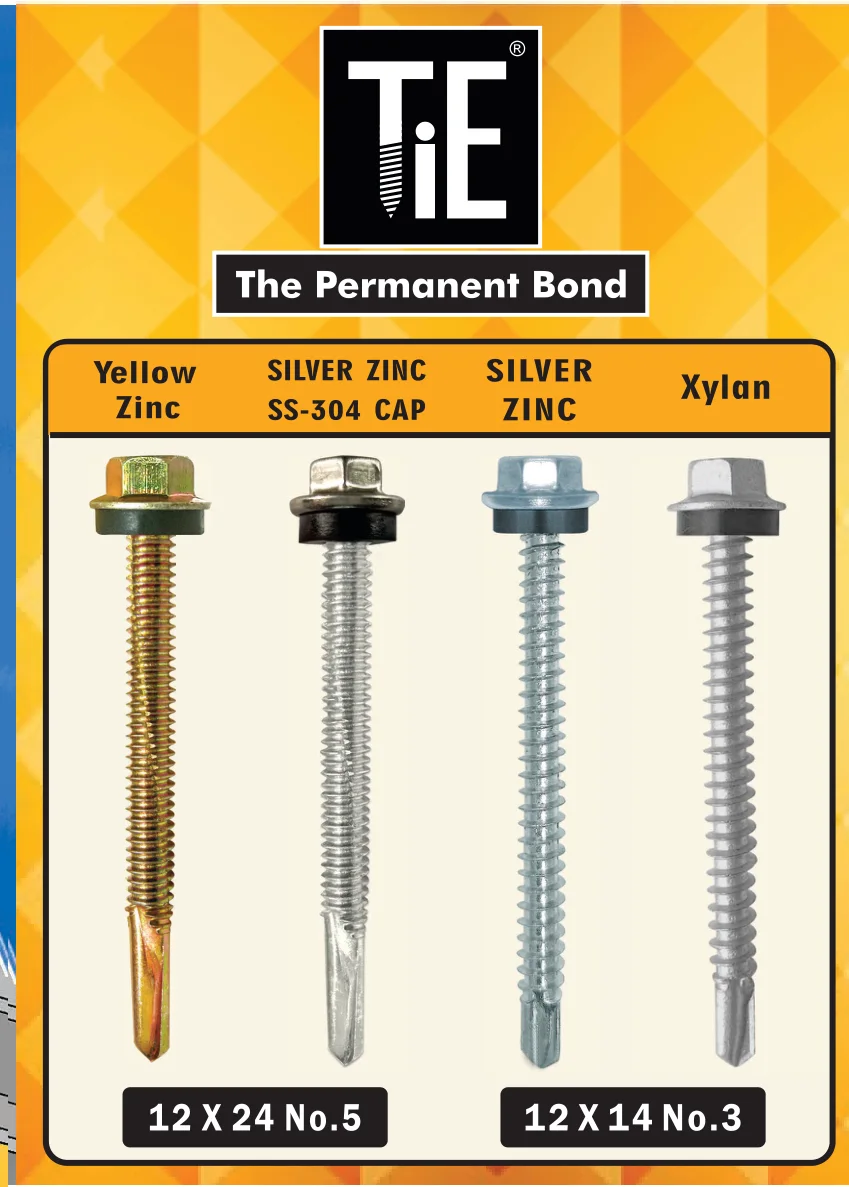 TiE®
The Permanent Bond
Yellow
Zinc
SILVER ZINC
SS-304 CAP
SILVER
ZINC
Xylan
12 X 24 No.5
12 X 14 No.3